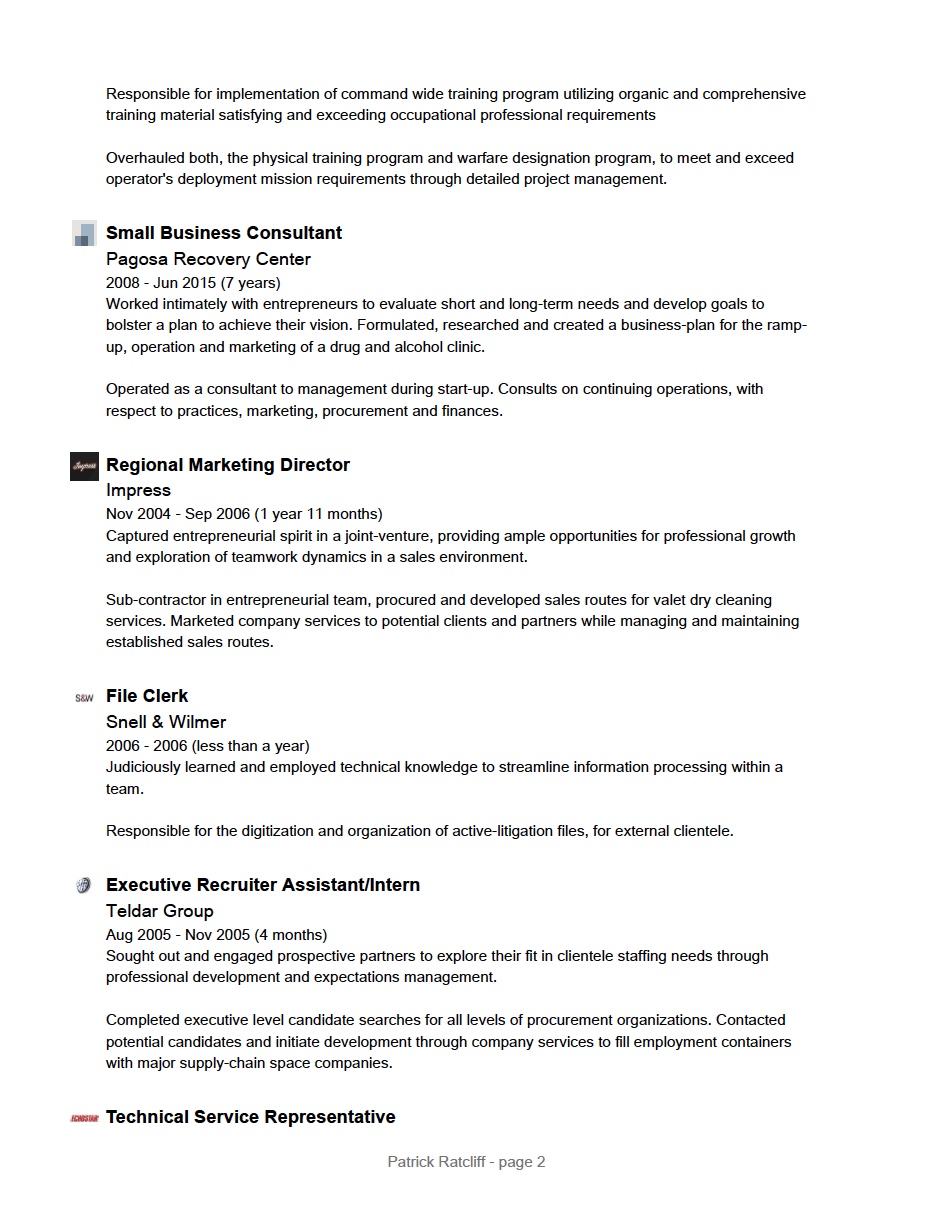 Responsible for implementation of command wide training program utilizing organic and comprehensive
training material satisfying and exceeding occupational professional requirements
Overhauled both, the physical training program and warfare designation program, to meet and exceed
operator's deployment mission requirements through detailed project management.
Small Business Consultant
Pagosa Recovery Center
2008 - Jun 2015 (7 years)
Worked intimately with entrepreneurs to evaluate short and long-term needs and develop goals to
bolster a plan to achieve their vision. Formulated, researched and created a business-plan for the ramp-
up, operation and marketing of a drug and alcohol clinic.
Operated as a consultant to management during start-up. Consults on continuing operations, with
respect to practices, marketing, procurement and finances.
Impress
Regional Marketing Director
Impress
Nov 2004 - Sep 2006 (1 year 11 months)
Captured entrepreneurial spirit in a joint-venture, providing ample opportunities for professional growth
and exploration of teamwork dynamics in a sales environment.
Sub-contractor in entrepreneurial team, procured and developed sales routes for valet dry cleaning
services. Marketed company services to potential clients and partners while managing and maintaining
established sales routes.
S&W
File Clerk
Snell & Wilmer
2006 - 2006 (less than a year)
Judiciously learned and employed technical knowledge to streamline information processing within a
team.
Responsible for the digitization and organization of active-litigation files, for external clientele.
Executive Recruiter Assistant/Intern
Teldar Group
Aug 2005 - Nov 2005 (4 months)
Sought out and engaged prospective partners to explore their fit in clientele staffing needs through
professional development and expectations management.
Completed executive level candidate searches for all levels of procurement organizations. Contacted
potential candidates and initiate development through company services to fill employment containers
with major supply-chain space companies.
ECHOSTAR
Technical Service Representative
Patrick Ratcliff - page 2